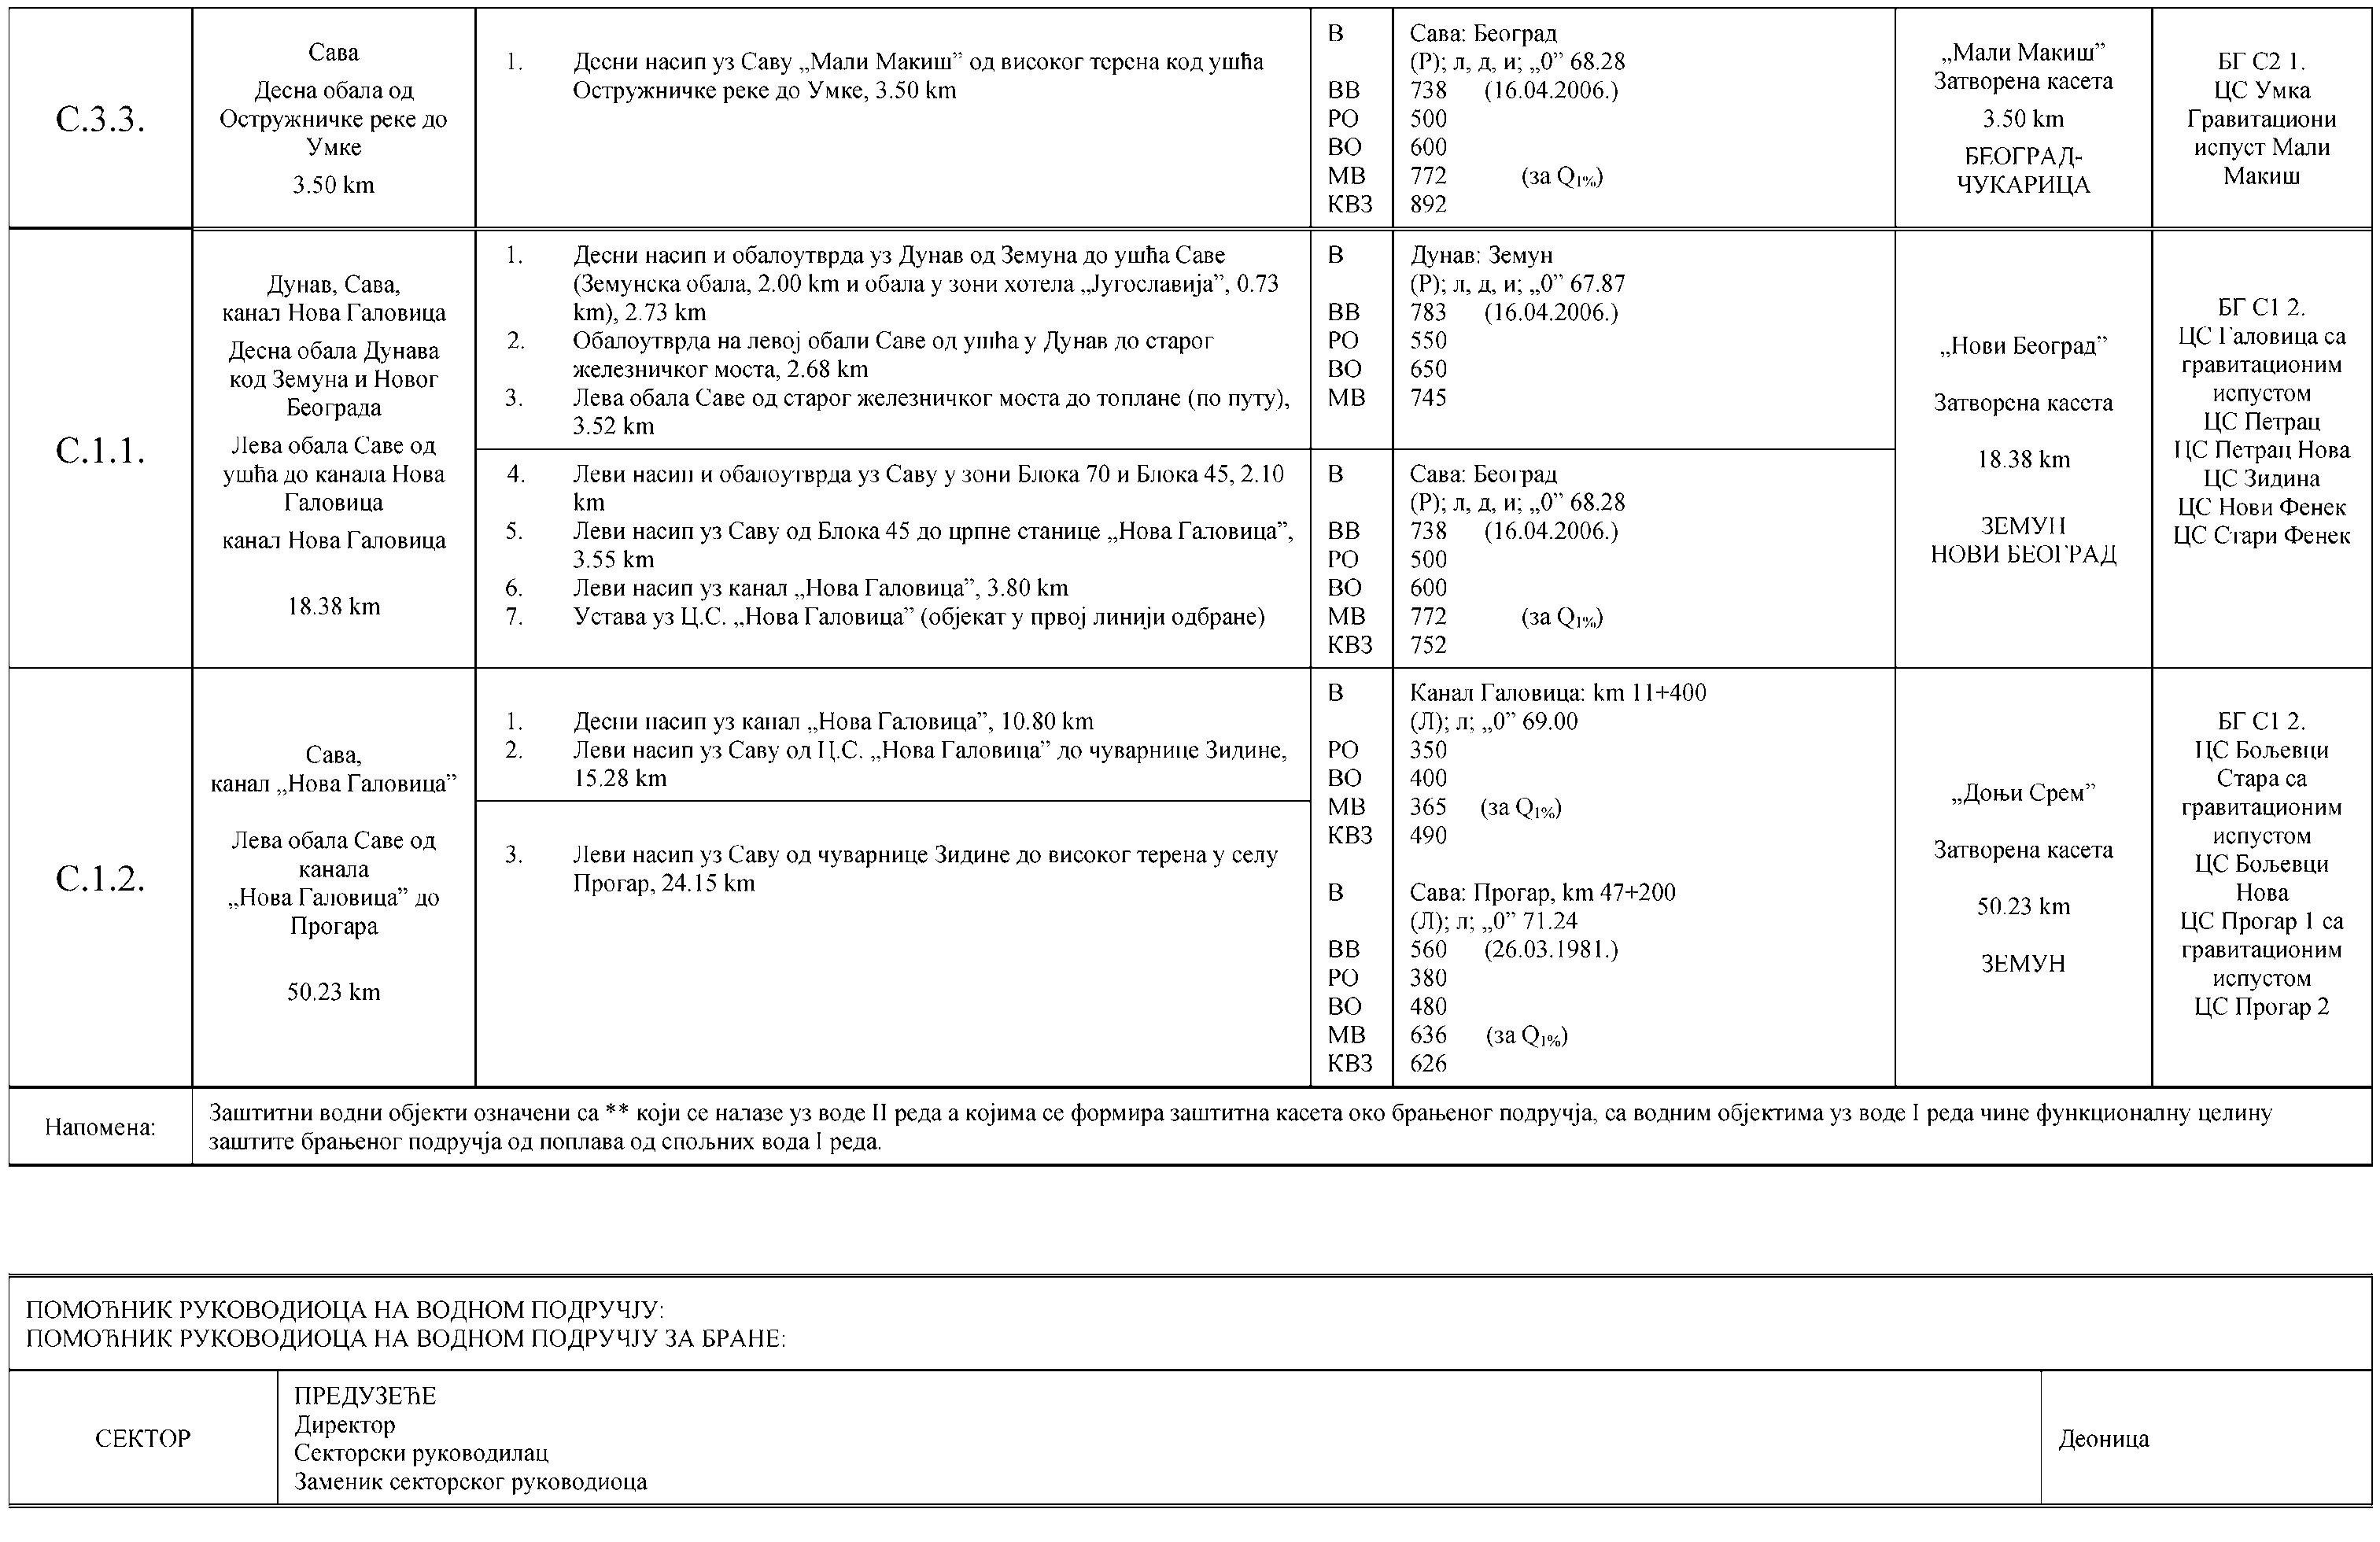 С.3.3.
Сава
Десна обала од
Остружничке реке до
Умке
3.50 km
1. Десни насип уз Саву „Мали Макиш” од високог терена код ушћа
Остружничке реке до Умке, 3.50 km
В Сава: Београд
(Р); л, д, и; „0” 68.28
ВВ 738 (16.04.2006.)
РО 500
ВО 600
МВ 772 (за Q1%)
КВЗ 892
„Мали Макиш”
Затворена касета
3.50 km
БЕОГРАД-
ЧУКАРИЦА
БГ С2 1.
ЦС Умка
Гравитациони
испуст Мали
Макиш
С.1.1.
Дунав, Сава,
канал Нова Галовица
Десна обала Дунава
код Земуна и Новог
Београда
Лева обала Саве од
ушћа до канала Нова
Галовица
канал Нова Галовица
18.38 km
1. Десни насип и обалоутврда уз Дунав од Земуна до ушћа Саве
(Земунска обала, 2.00 km и обала у зони хотела „Југославија”, 0.73
km), 2.73 km
2. Обалоутврда на левој обали Саве од ушћа у Дунав до старог
железничког моста, 2.68 km
3. Лева обала Саве од старог железничког моста до топлане (по путу),
3.52 km
В Дунав: Земун
(Р); л, д, и; „0” 67.87
ВВ 783 (16.04.2006.)
РО 550
ВО 650
МВ 745
4. Леви насип и обалоутврда уз Саву у зони Блока 70 и Блока 45, 2.10
km
5. Леви насип уз Саву од Блока 45 до црпне станице „Нова Галовица”,
3.55 km
6. Леви насип уз канал „Нова Галовица”, 3.80 km
7. Устава уз Ц.С. „Нова Галовица” (објекат у првој линији одбране)
В Сава: Београд
(Р); л, д, и; „0” 68.28
ВВ 738 (16.04.2006.)
РО 500
ВО 600
МВ 772 (за Q1%)
КВЗ 752
„Нови Београд”
Затворена касета
18.38 km
ЗЕМУН
НОВИ БЕОГРАД
БГ С1 2.
ЦС Галовица са
гравитационим
испустом
ЦС Петрац
ЦС Петрац Нова
ЦС Зидина
ЦС Нови Фенек
ЦС Стари Фенек
С.1.2.
Сава,
канал „Нова Галовица”
Лева обала Саве од
канала
„Нова Галовица” до
Прогара
50.23 km
1. Десни насип уз канал „Нова Галовица”, 10.80 km
2. Леви насип уз Саву од Ц.С. „Нова Галовица” до чуварнице Зидине,
15.28 km
3. Леви насип уз Саву од чуварнице Зидине до високог терена у селу
Прогар, 24.15 km
В Канал Галовица: km 11+400
(Л); л; „0” 69.00
РО 350
ВО 400
МВ 365 (за Q1%)
КВЗ 490
В Сава: Прогар, km 47+200
(Л); л; „0” 71.24
ВВ 560 (26.03.1981.)
РО 380
ВО 480
МВ 636 (за Q1%)
КВЗ 626
„Доњи Срем”
Затворена касета
50.23 km
ЗЕМУН
БГ С1 2.
ЦС Бољевци
Стара са
гравитационим
испустом
ЦС Бољевци
Нова
ЦС Прогар 1 са
гравитационим
испустом
ЦС Прогар 2
Напомена:
Заштитни водни објекти означени са ** који се налазе уз воде II реда а којима се формира заштитна касета око брањеног подручја, са водним објектима уз воде I реда чине функционалну целину
заштите брањеног подручја од поплава од спољних вода I реда.
ПОМОЋНИК РУКОВОДИОЦА НА ВОДНОМ ПОДРУЧЈУ:
ПОМОЋНИК РУКОВОДИОЦА НА ВОДНОМ ПОДРУЧЈУ ЗА БРАНЕ:
СЕКТОР
ПРЕДУЗЕЋЕ
Директор
Секторски руководилац
Заменик секторског руководиоца
Деоница